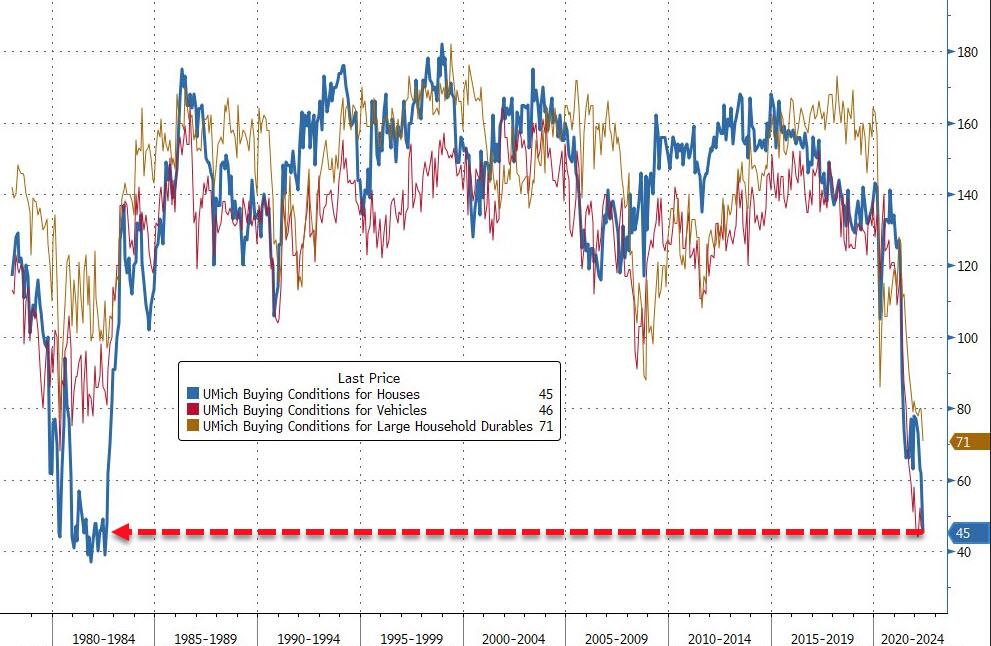 180
160
140
120
100
80
71
60
45
40
Last Price
UMich Buying Conditions for Houses 45
UMich Buying Conditions for Vehicles 46
UMich Buying Conditions for Large Household Durables 71
1980-1984 1985-1989 1990-1994 1995-1999 2000-2004 2005-2009 2010-2014 2015-2019 2020-2024